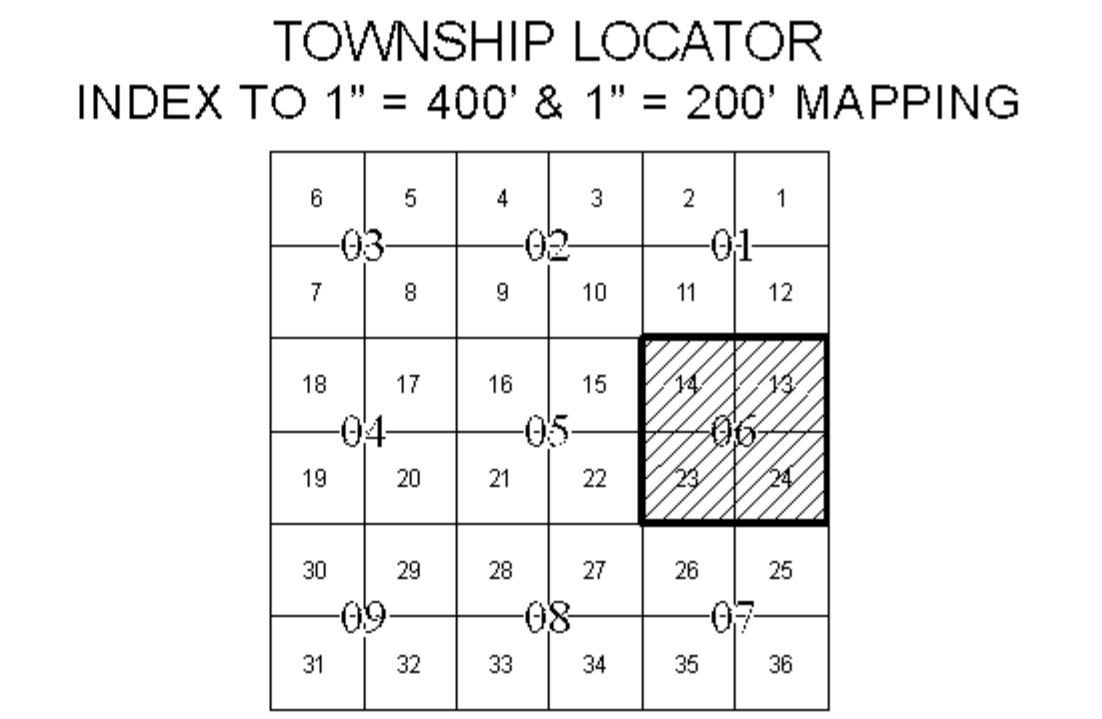 TOWNSHIP LOCATOR
INDEX TO 1" = 400' & 1" = 200' MAPPING
6 5 4 3 2 1
03 02 01
7 8 9 10 11 12
18 17 16 15 14 13
04 05 06
19 20 21 22 23 24
30 29 28 27 26 25
09 08 07
31 32 33 34 35 36